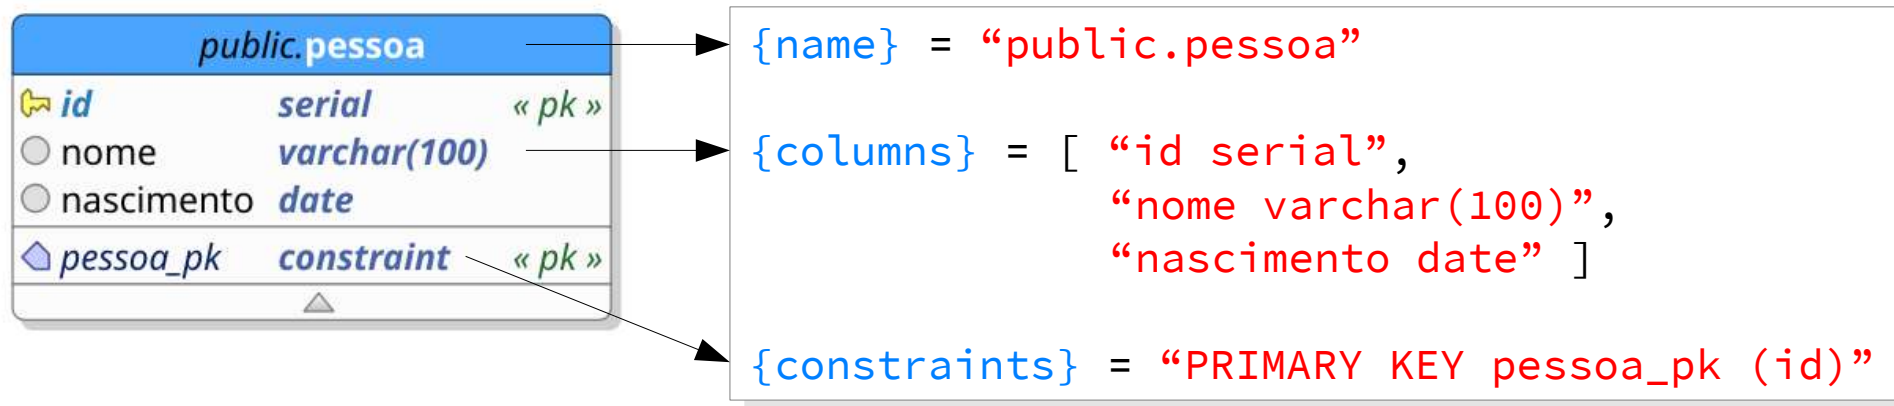 public.pessoa
id serial « pk »
nome varchar(100)
nascimento date
pessoa_pk constraint « pk »
{name} = “public.pessoa”
{columns} = [ “id serial”,
“nome varchar(100)”,
“nascimento date” ]
{constraints} = “PRIMARY KEY pessoa_pk (id)”